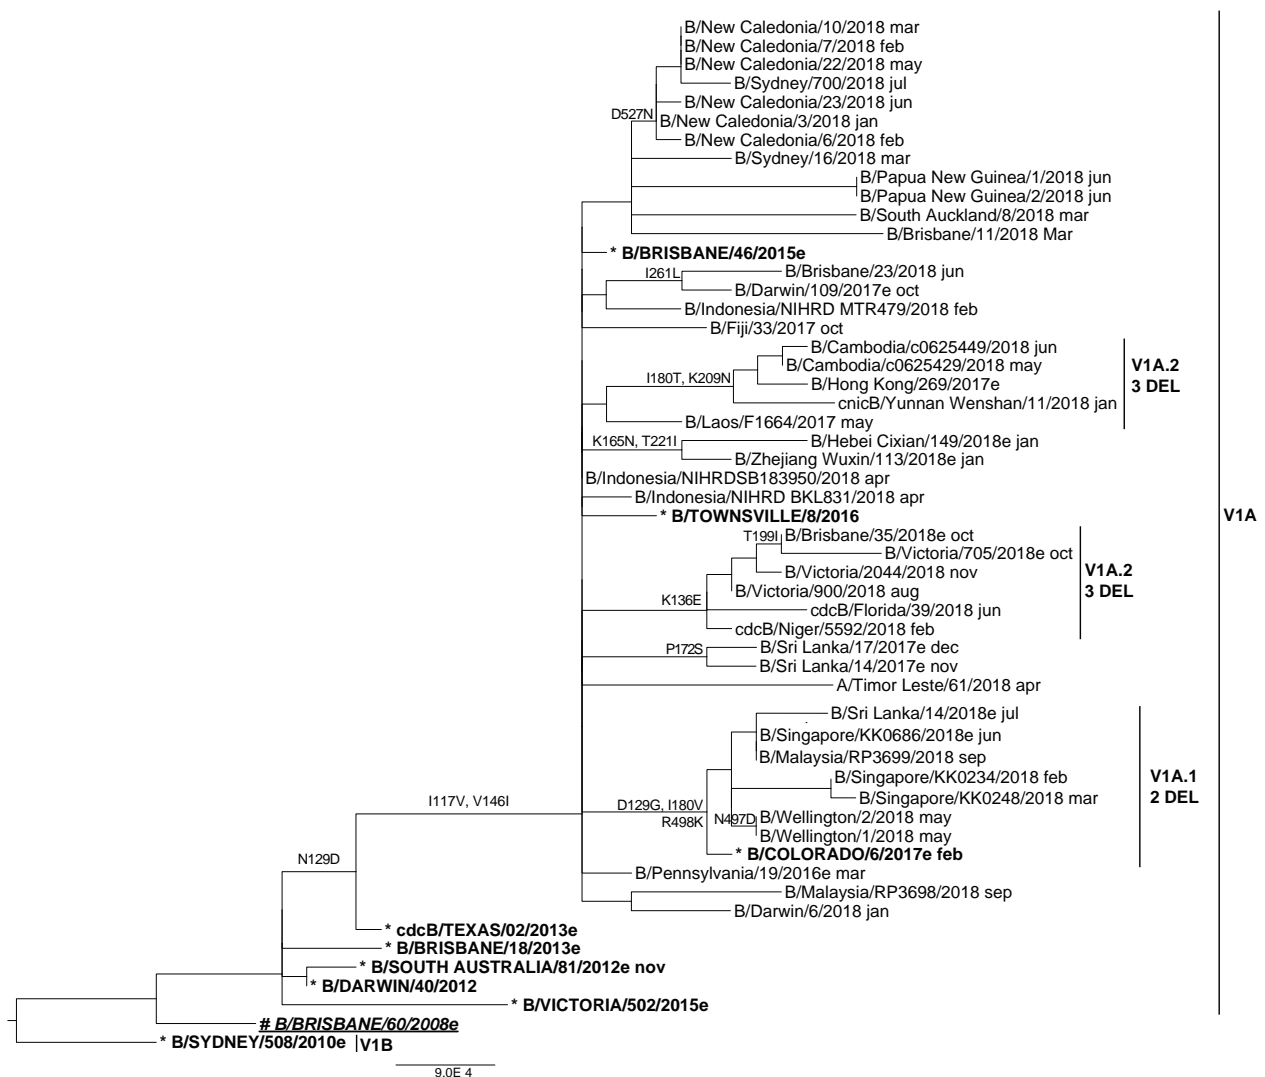 B/New Caledonia/10/2018 mar
B/New Caledonia/7/2018 feb
B/New Caledonia/22/2018 may
B/Sydney/700/2018 jul
B/New Caledonia/23/2018 jun
D527N
B/New Caledonia/3/2018 jan
B/New Caledonia/6/2018 feb
B/Sydney/16/2018 mar
B/Papua New Guinea/1/2018 jun
B/Papua New Guinea/2/2018 jun
B/South Auckland/8/2018 mar
B/Brisbane/11/2018 Mar
* B/BRISBANE/46/2015e
I261L
B/Brisbane/23/2018 jun
B/Darwin/109/2017e oct
B/Indonesia/NIHRD MTR479/2018 feb
B/Fiji/33/2017 oct
B/Cambodia/c0625449/2018 jun
B/Cambodia/c0625429/2018 may
I180T, K209N
B/Hong Kong/269/2017e
cnicB/Yunnan Wenshan/11/2018 jan
V1A.2
3 DEL
B/Laos/F1664/2017 may
K165N, T221I
B/Hebei Cixian/149/2018e jan
B/Zhejiang Wuxin/113/2018e jan
B/Indonesia/NIHRDSB183950/2018 apr
B/Indonesia/NIHRD BKL831/2018 apr
* B/TOWNSVILLE/8/2016
V1A
T199I
B/Brisbane/35/2018e oct
B/Victoria/705/2018e oct
B/Victoria/2044/2018 nov
B/Victoria/900/2018 aug
K136E
cdcB/Florida/39/2018 jun
cdcB/Niger/5592/2018 feb
V1A.2
3 DEL
P172S
B/Sri Lanka/17/2017e dec
B/Sri Lanka/14/2017e nov
A/Timor Leste/61/2018 apr
B/Sri Lanka/14/2018e jul
B/Singapore/KK0686/2018e jun
B/Malaysia/RP3699/2018 sep
B/Singapore/KK0234/2018 feb
B/Singapore/KK0248/2018 mar
V1A.1
2 DEL
I117V, V146I
D129G, I180V
R498K
N497D
B/Wellington/2/2018 may
B/Wellington/1/2018 may
* B/COLORADO/6/2017e feb
N129D
B/Pennsylvania/19/2016e mar
B/Malaysia/RP3698/2018 sep
B/Darwin/6/2018 jan
* cdcB/TEXAS/02/2013e
* B/BRISBANE/18/2013e
* B/SOUTH AUSTRALIA/81/2012e nov
* B/DARWIN/40/2012
* B/VICTORIA/502/2015e
# B/BRISBANE/60/2008e
* B/SYDNEY/508/2010e
V1B
9.0E 4